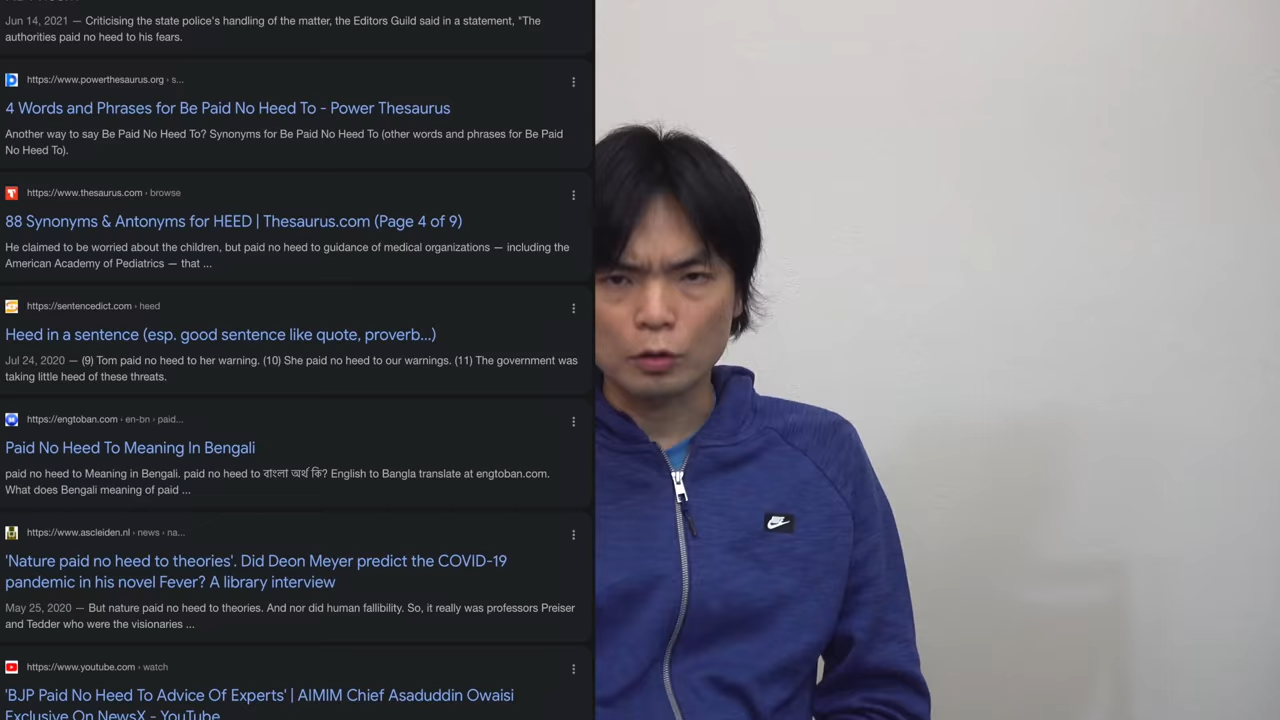 Jun 14, 2021 — Criticising the state police's handling of the matter, the Editors Guild said in a statement, "The
authorities paid no heed to his fears.
https://www.powerthesaurus.org › s...
4 Words and Phrases for Be Paid No Heed To - Power Thesaurus
Another way to say Be Paid No Heed To? Synonyms for Be Paid No Heed To (other words and phrases for Be Paid
No Heed To).
https://www.thesaurus.com › browse
88 Synonyms & Antonyms for HEED | Thesaurus.com (Page 4 of 9)
He claimed to be worried about the children, but paid no heed to guidance of medical organizations — including the
American Academy of Pediatrics — that ...
https://sentencedict.com › heed
Heed in a sentence (esp. good sentence like quote, proverb...)
Jul 24, 2020 — (9) Tom paid no heed to her warning. (10) She paid no heed to our warnings. (11) The government was
taking little heed of these threats.
https://engtoban.com › en-bn › paid...
Paid No Heed To Meaning In Bengali
paid no heed to Meaning in Bengali. paid no heed to বাংলা অর্থ কি? English to Bangla translate at engtoban.com.
What does Bengali meaning of paid ...
https://www.ascleiden.nl › news › na...
'Nature paid no heed to theories'. Did Deon Meyer predict the COVID-19
pandemic in his novel Fever? A library interview
May 25, 2020 — But nature paid no heed to theories. And nor did human fallibility. So, it really was professors Preiser
and Tedder who were the visionaries ...
https://www.youtube.com › watch
'BJP Paid No Heed To Advice Of Experts' | AIMIM Chief Asaduddin Owaisi
Exclusive On NewsX - YouTube